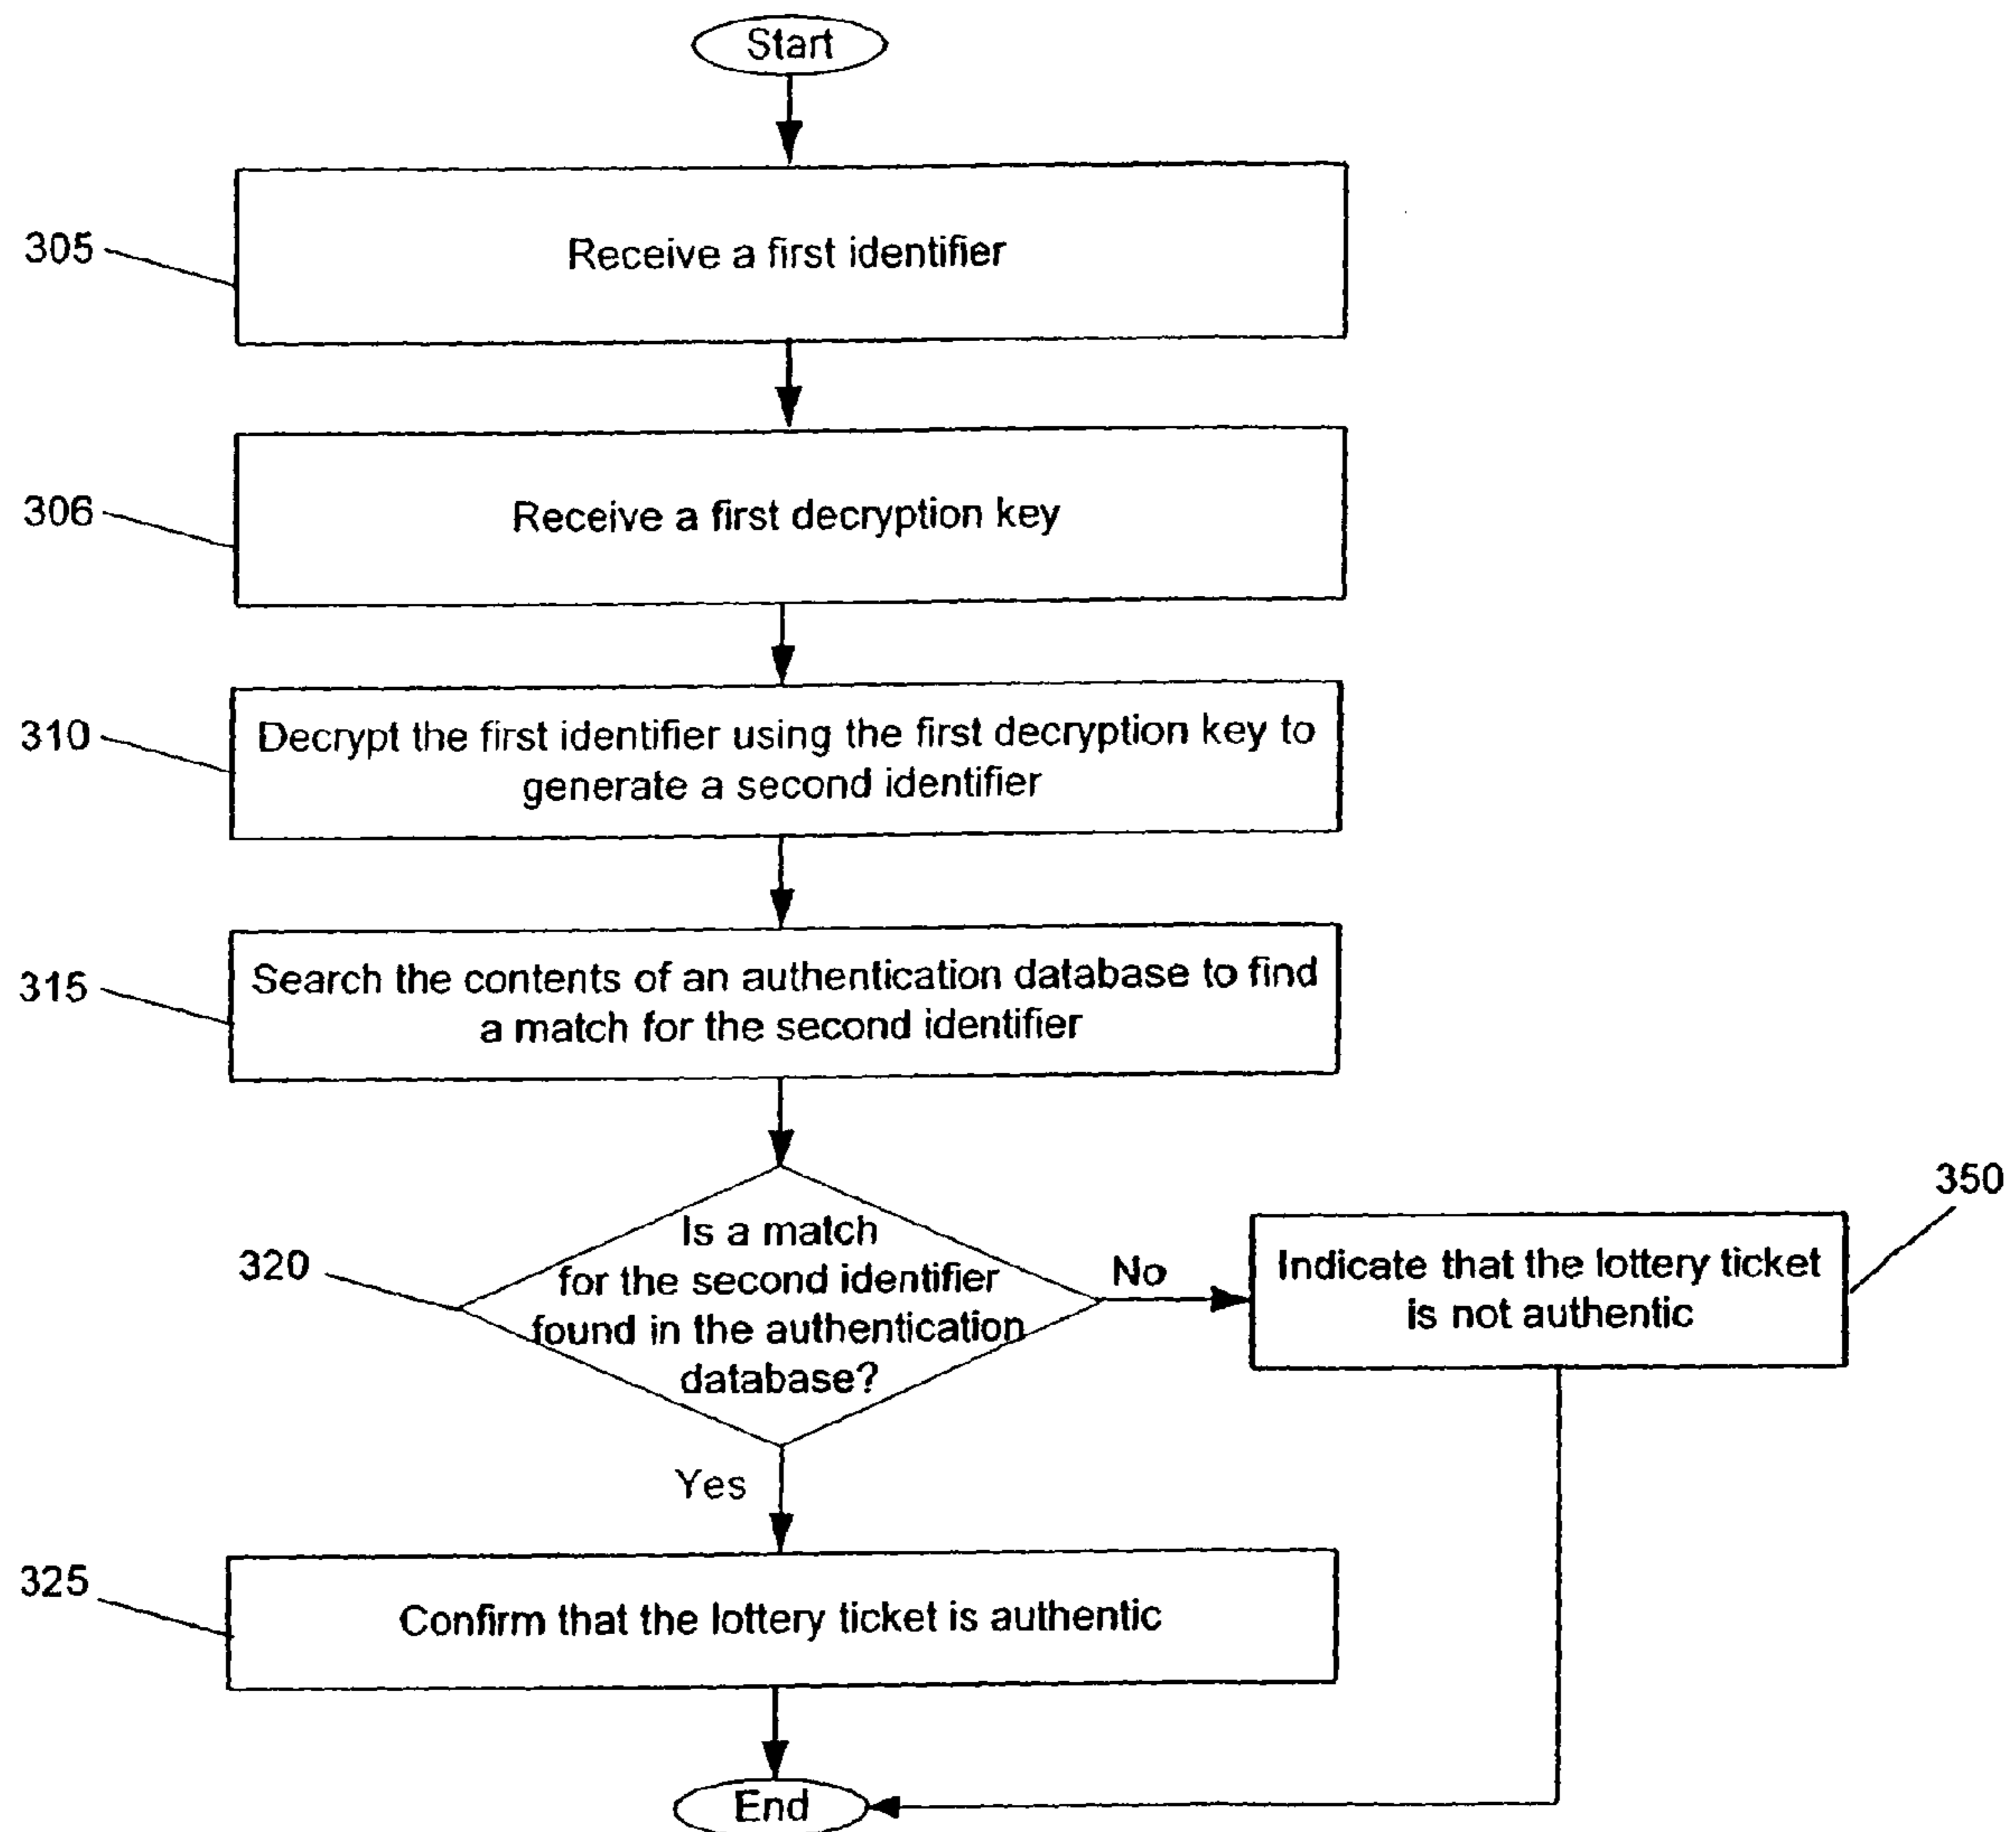 Start
305
Receive a first identifier
306
Receive a first decryption key
310
Decrypt the first identifier using the first decryption key to
generate a second identifier
315
Search the contents of an authentication database to find
a match for the second identifier
320
Is a match
for the second identifier
found in the authentication
database?
No
350
Indicate that the lottery ticket
is not authentic
Yes
325
Confirm that the lottery ticket is authentic
End